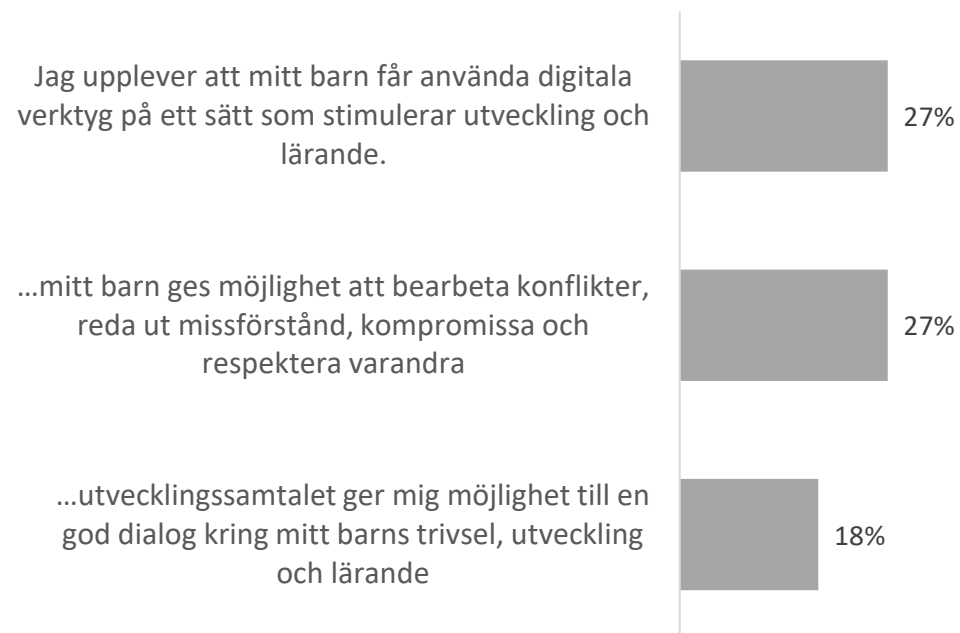 Jag upplever att mitt barn får använda digitala
verktyg på ett sätt som stimulerar utveckling och
lärande.
27%
...mitt barn ges möjlighet att bearbeta konflikter,
reda ut missförstånd, kompromissa och
respektera varandra
27%
...utvecklingssamtalet ger mig möjlighet till en
god dialog kring mitt barns trivsel, utveckling
och lärande
18%